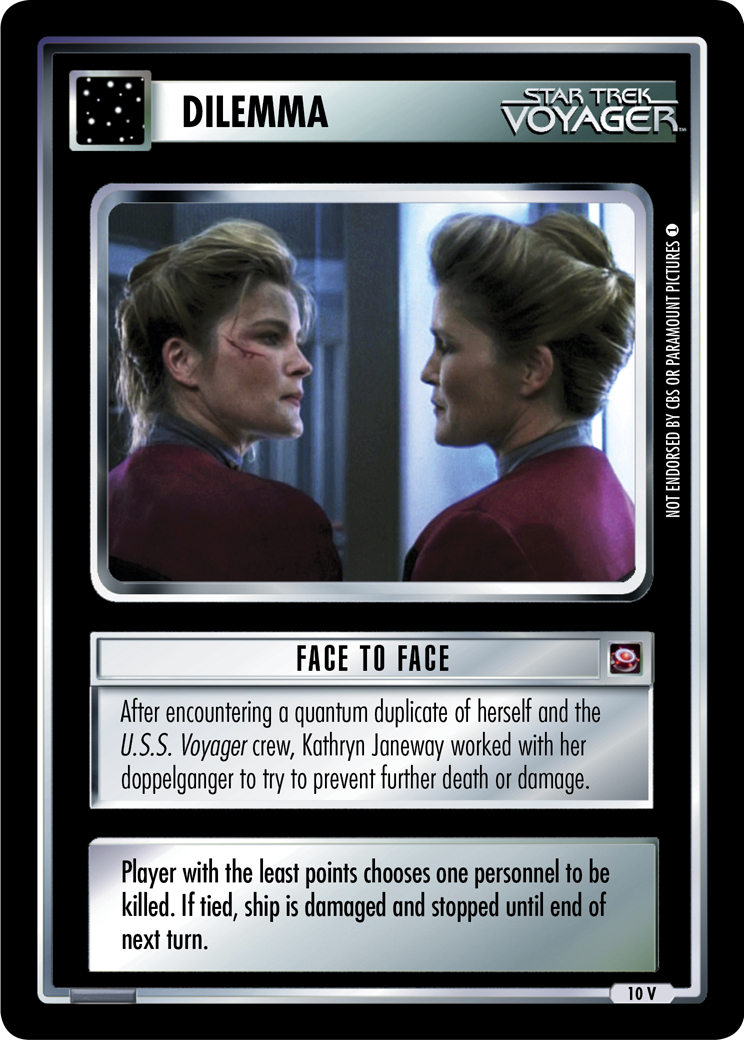 DILEMMA
STAR TREK
VOYAGER™
NOT ENDORSED BY CBS OR PARAMOUNT PICTURES 1
FACE TO FACE
After encountering a quantum duplicate of herself and the
U.S.S. Voyager crew, Kathryn Janeway worked with her
doppelganger to try to prevent further death or damage.
Player with the least points chooses one personnel to be
killed. If tied, ship is damaged and stopped until end of
next turn.
10 V